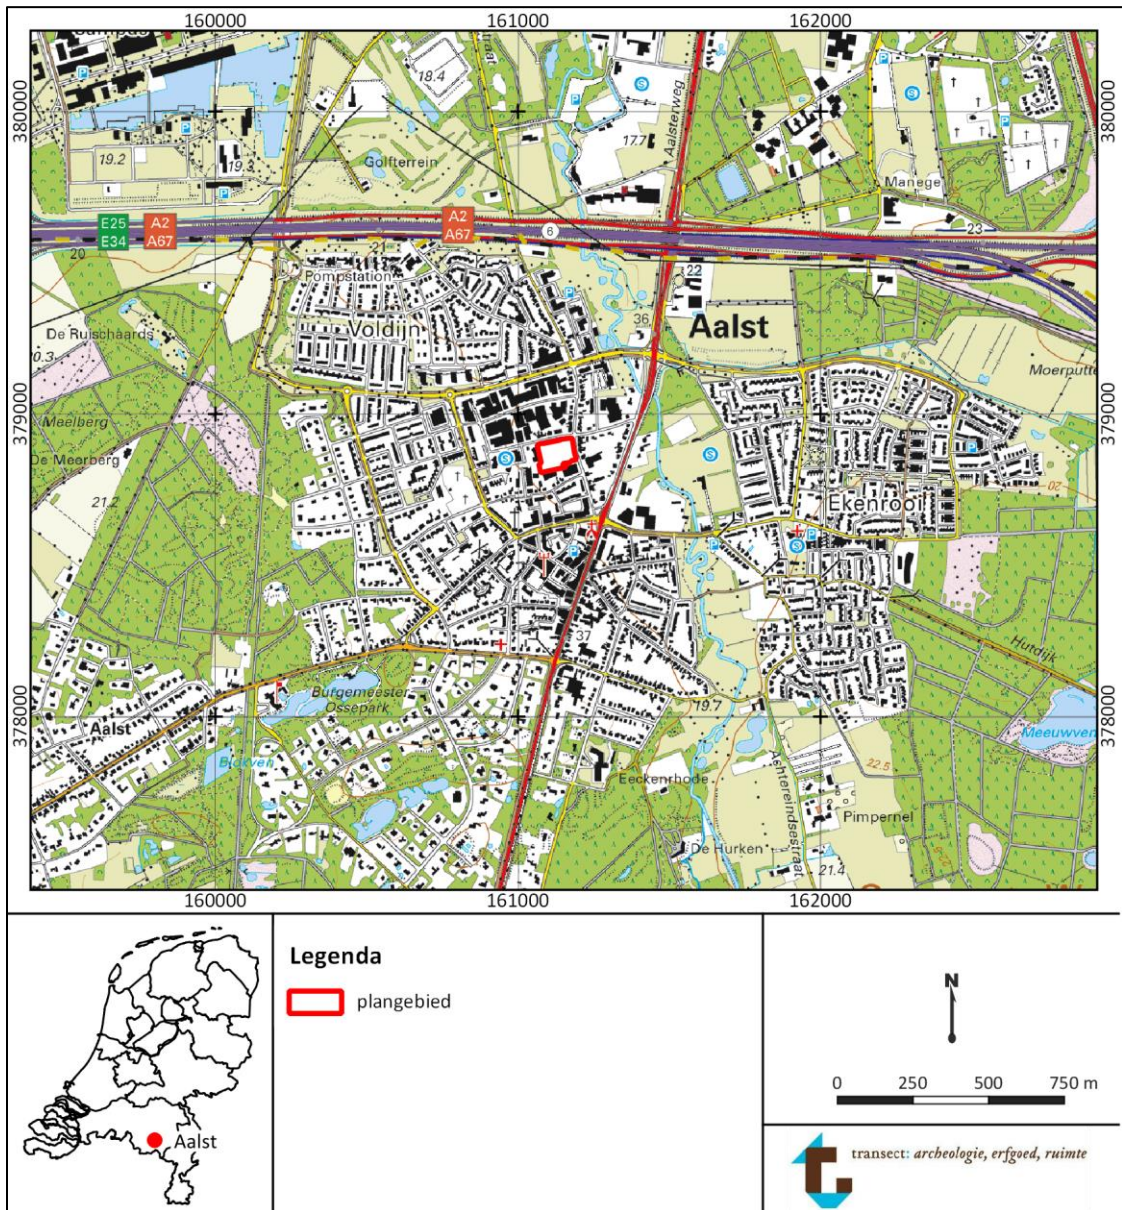 160000
161000
162000
380000
380000
18.4
17.7
Aalsterweg
19.2
19.3
Golfterrein
Manege
E25
A2
E34
A67
A2
A67
6
23
20
21
22
Pompstation
Voldijn
De Ruischaards
20.3
36
Aalst
Moerputte
379000
379000
Meelberg
De Meerberg
21.2
20
Ekenrooi
37
Hutdijk
378000
378000
Burgemeester
Ossepark
Aalst
19.7
Meeuwven
Eeckenrhode
22.5
Achtereindsestraat
Pimpernel
De Hurken
21.4
160000
161000
162000
Legenda
plangebied
N
0
250
500
750 m
Aalst
transect: archeologie, erfgoed, ruimte